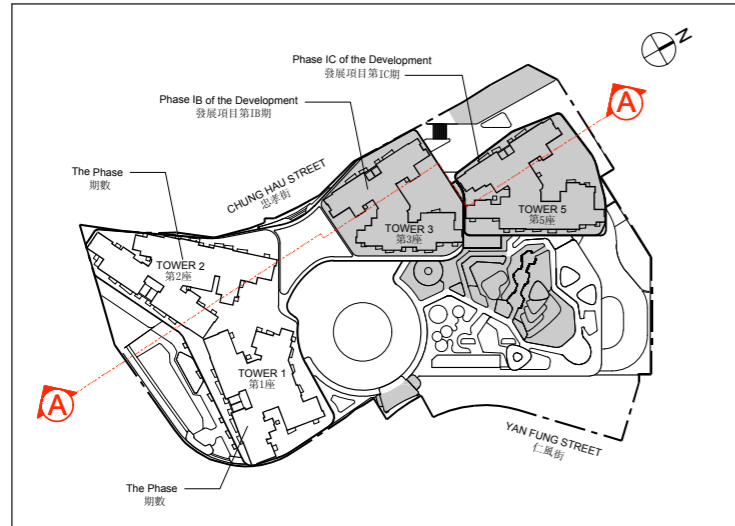 N
Phase IC of the Development
發展項目第IC期
A
Phase IB of the Development
發展項目第IB期
The Phase
期數
CHUNG HAU STREET
忠孝街
TOWER 5
第5座
TOWER 3
第3座
TOWER 2
第2座
TOWER 1
第1座
A
YAN FUNG STREET
仁風街
The Phase
期數